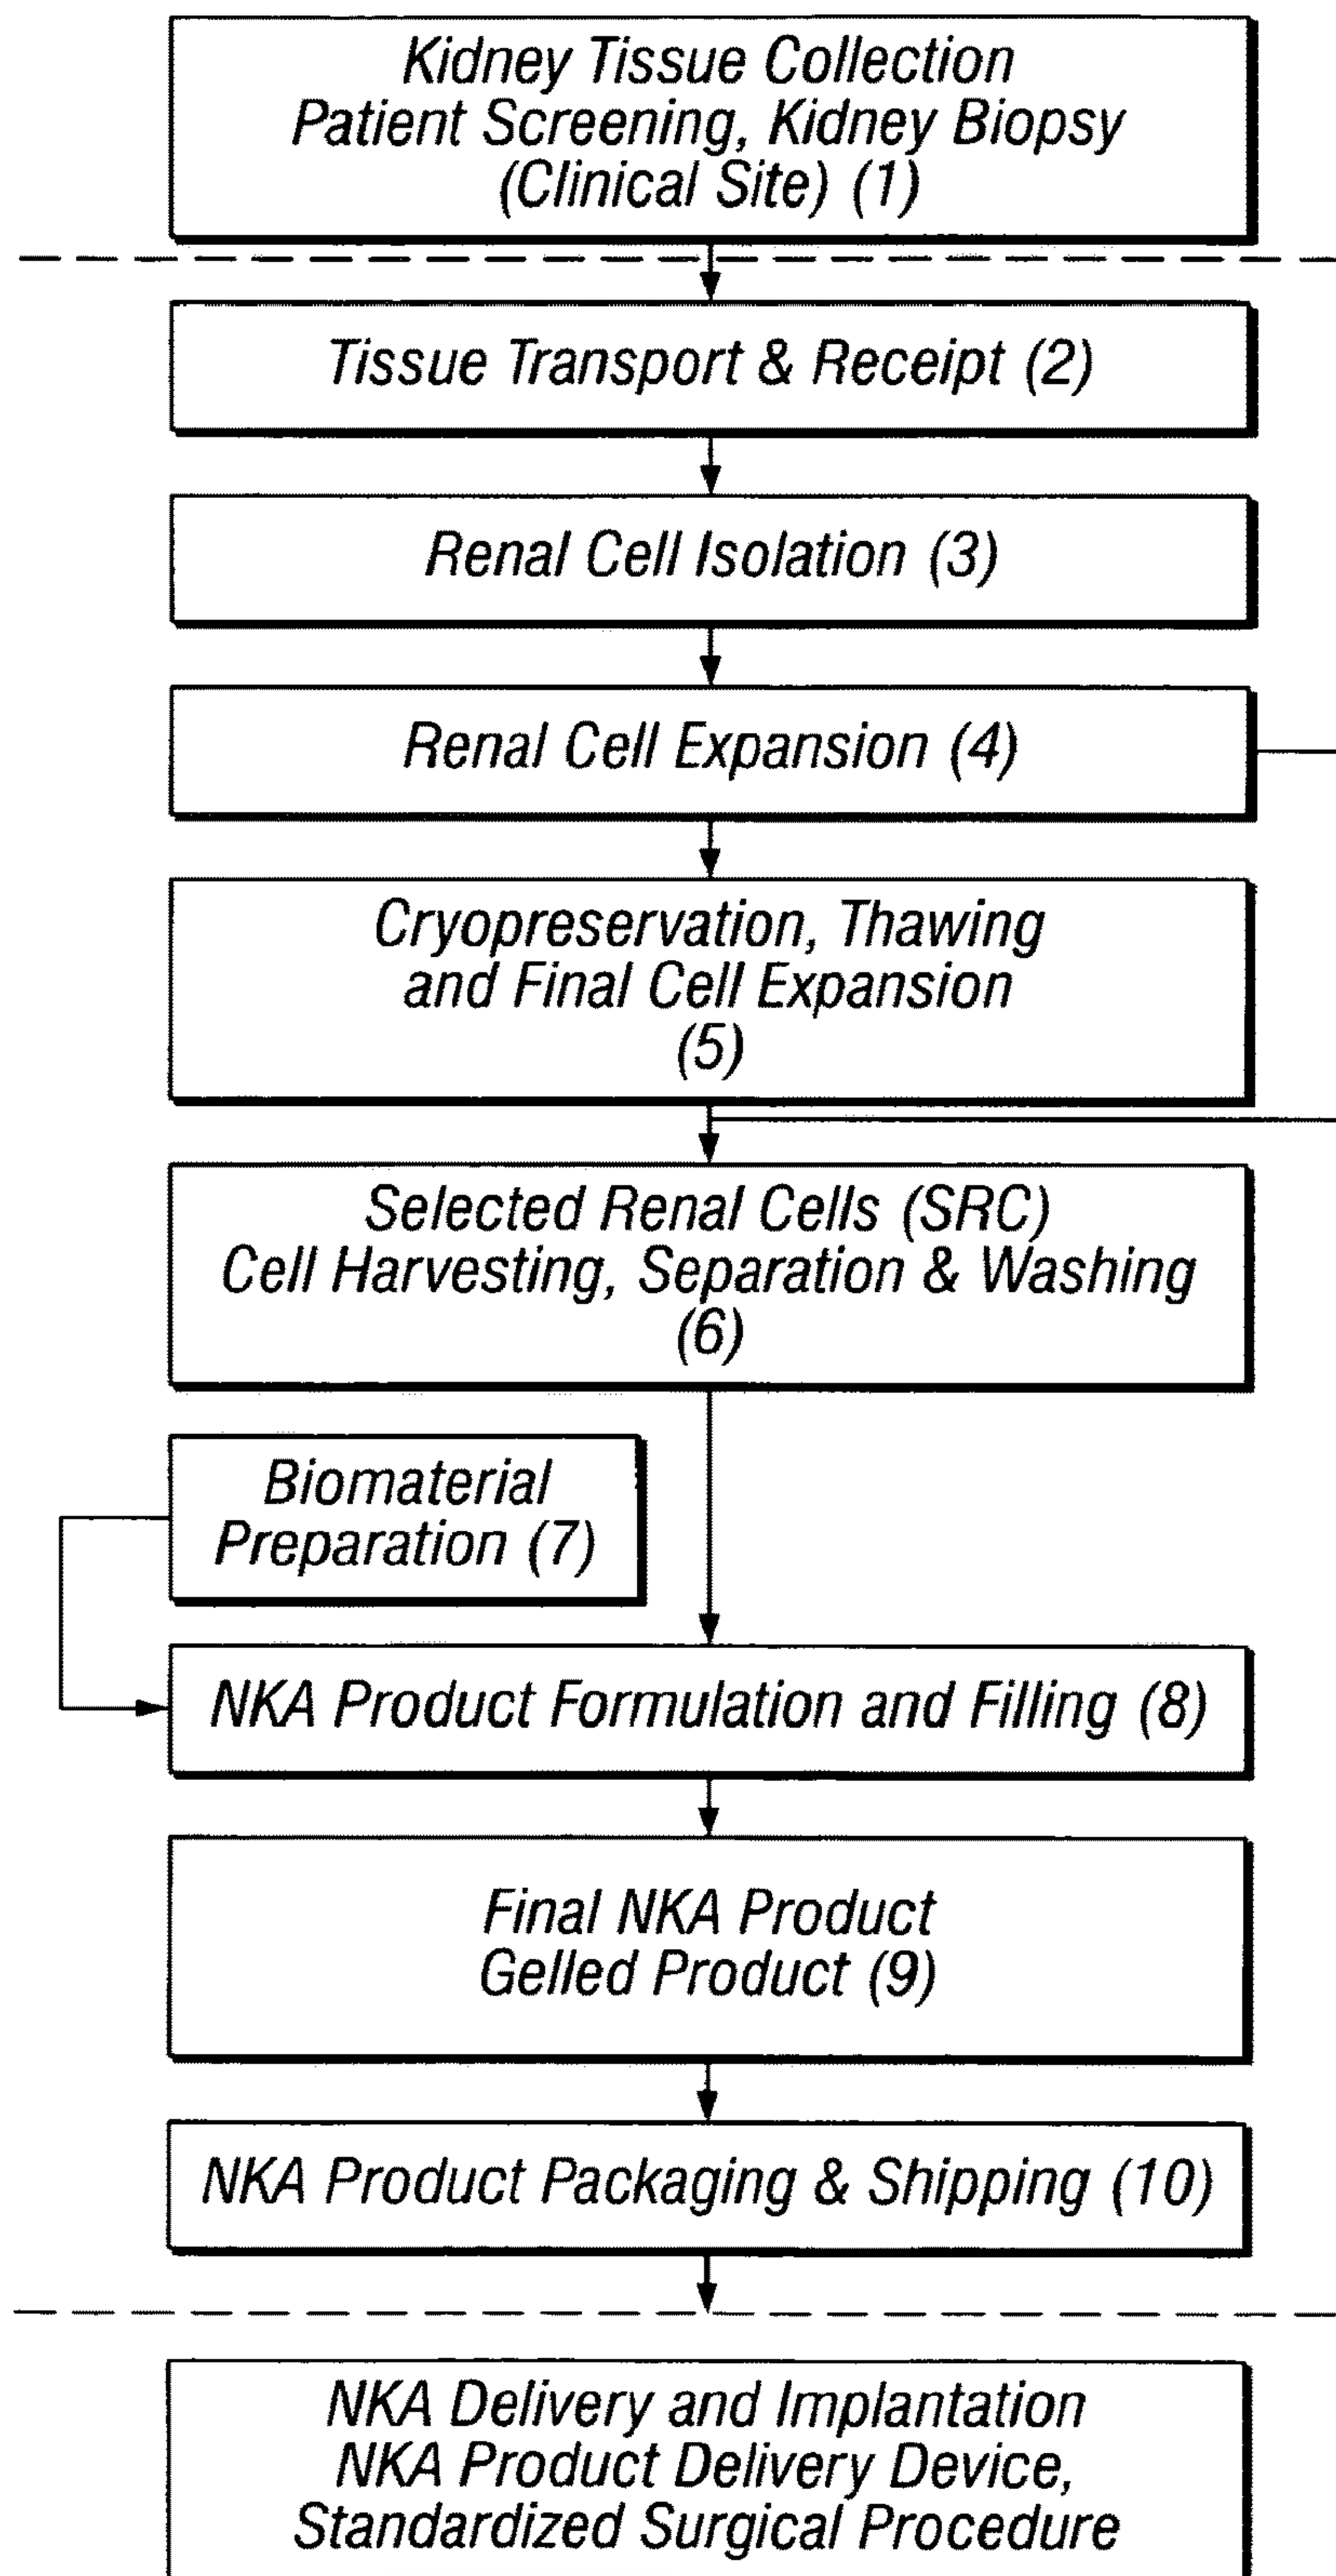 Kidney Tissue Collection
Patient Screening, Kidney Biopsy
(Clinical Site) (1)
Tissue Transport & Receipt (2)
Renal Cell Isolation (3)
Renal Cell Expansion (4)
Cryopreservation, Thawing
and Final Cell Expansion
(5)
Selected Renal Cells (SRC)
Cell Harvesting, Separation & Washing
(6)
Biomaterial
Preparation (7)
NKA Product Formulation and Filling (8)
Final NKA Product
Gelled Product (9)
NKA Product Packaging & Shipping (10)
NKA Delivery and Implantation
NKA Product Delivery Device,
Standardized Surgical Procedure